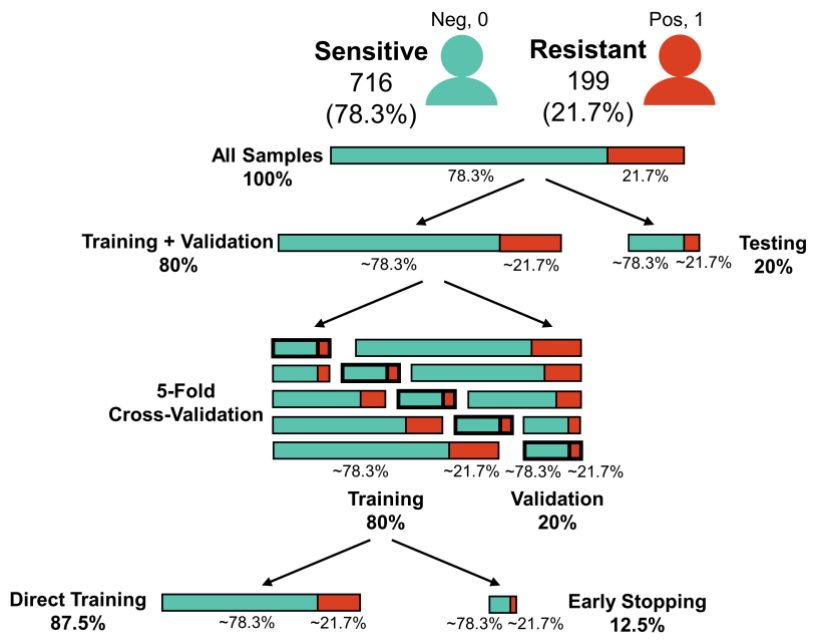 Neg, 0
Pos, 1
Sensitive
716
(78.3%)
Resistant
199
(21.7%)
All Samples
100%
78.3%
21.7%
Training + Validation
80%
~78.3%
~21.7%
~78.3%
~21.7%
Testing
20%
5-Fold
Cross-Validation
~78.3%
~21.7%
~78.3%
~21.7%
Training
80%
Validation
20%
Direct Training
87.5%
~78.3%
~21.7%
~78.3%
~21.7%
Early Stopping
12.5%